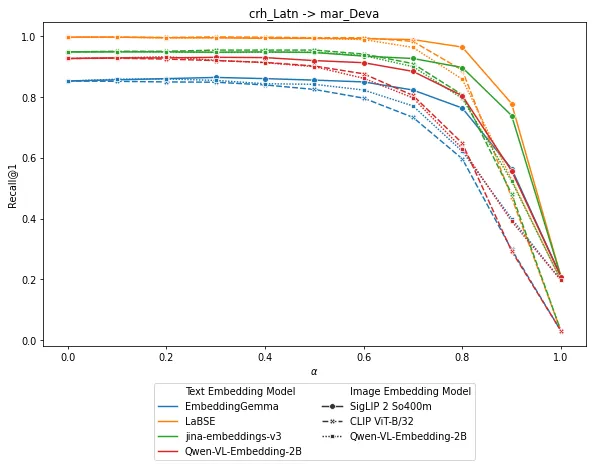 crh_Latn -> mar_Deva
Recall@1
1.0
0.8
0.6
0.4
0.2
0.0
0.0 0.2 0.4 0.6 0.8 1.0
α
Text Embedding Model
EmbeddingGemma
LaBSE
jina-embeddings-v3
Qwen-VL-Embedding-2B
Image Embedding Model
SigLIP 2 So400m
CLIP ViT-B/32
Qwen-VL-Embedding-2B